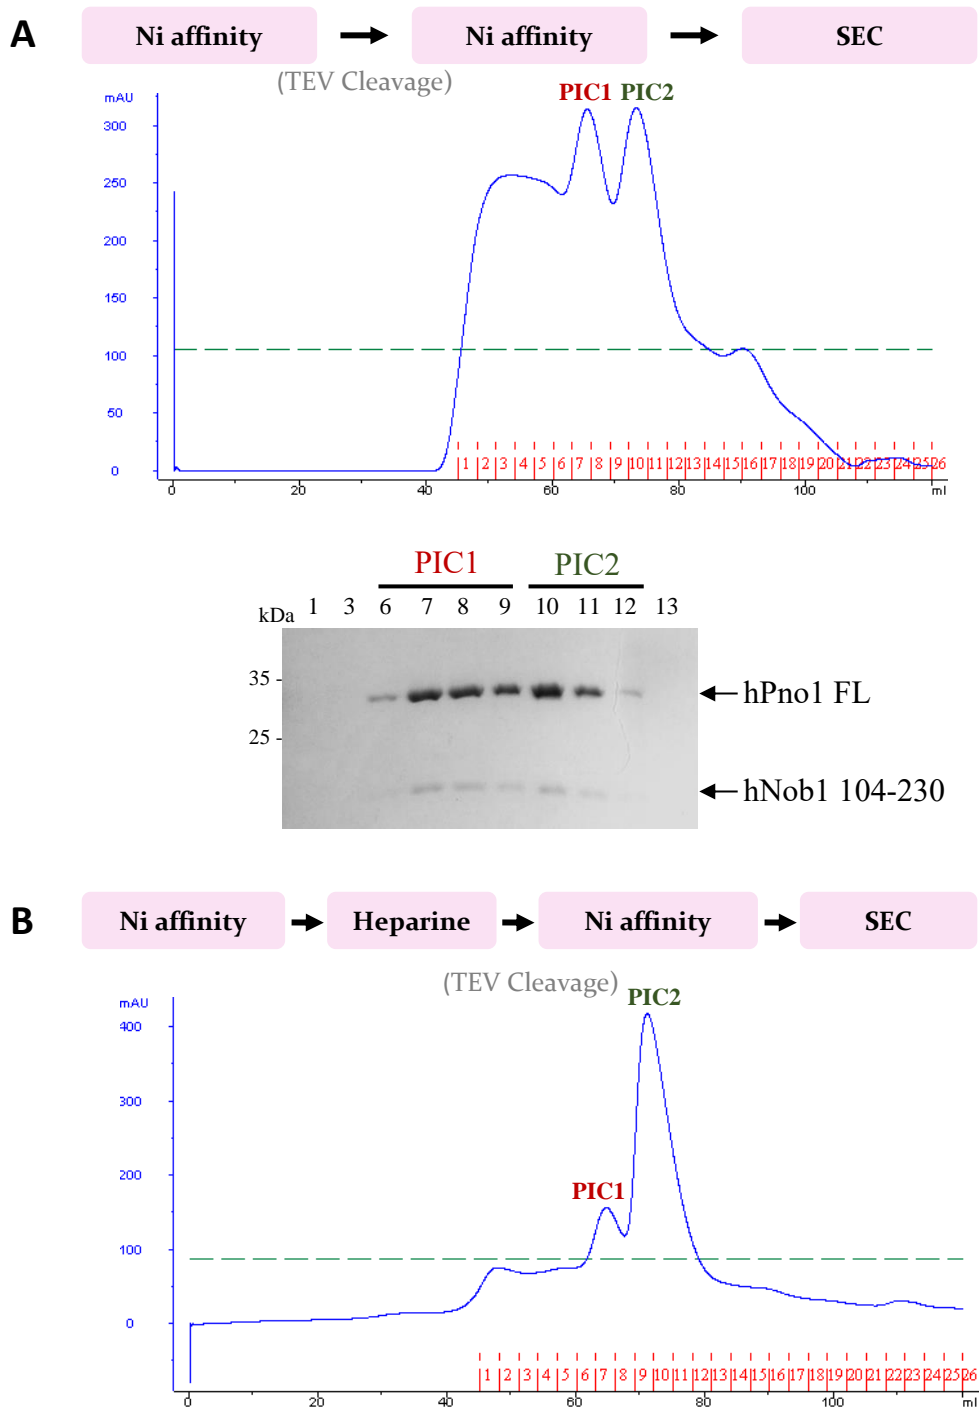 A
Ni affinity
Ni affinity
SEC
(TEV Cleavage)
mAU
PIC1 PIC2
300
250
200
150
100
50
0
1 2 3 4 5 6 7 8 9 10 11 12 13 14 15 16 17 18 19 20 21 22 23 24 25 26
0 20 40 60 80 100 ml
PIC1 PIC2
kDa 1 3 6 7 8 9 10 11 12 13
35 -
hPno1 FL
25 -
hNob1 104-230
B
Ni affinity
Heparine
Ni affinity
SEC
(TEV Cleavage)
mAU
PIC2
400
300
200
PIC1
100
0
1 2 3 4 5 6 7 8 9 10 11 12 13 14 15 16 17 18 19 20 21 22 23 24 25 26
0 20 40 60 80 100 ml